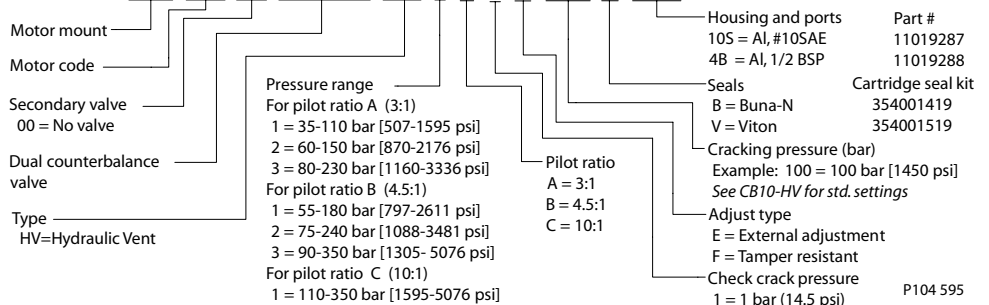 Motor mount
Motor code
Secondary valve
00 = No valve
Dual counterbalance
valve
Type
HV=Hydraulic Vent
Pressure range
For pilot ratio A (3:1)
1 = 35-110 bar [507-1595 psi]
2 = 60-150 bar [870-2176 psi]
3 = 80-230 bar [1160-3336 psi]
For pilot ratio B (4.5:1)
1 = 55-180 bar [797-2611 psi]
2 = 75-240 bar [1088-3481 psi]
3 = 90-350 bar [1305- 5076 psi]
For pilot ratio C (10:1)
1 = 110-350 bar [1595-5076 psi]
Pilot ratio
A = 3:1
B = 4.5:1
C = 10:1
Housing and ports Part #
10S = Al, #10SAE 11019287
4B = Al, 1/2 BSP 11019288
Seals Cartridge seal kit
B = Buna-N 354001419
V = Viton 354001519
Cracking pressure (bar)
Example: 100 = 100 bar [1450 psi]
See CB10-HV for std. settings
Adjust type
E = External adjustment
F = Tamper resistant
Check crack pressure
1 = 1 bar (14.5 psi)
P104 595